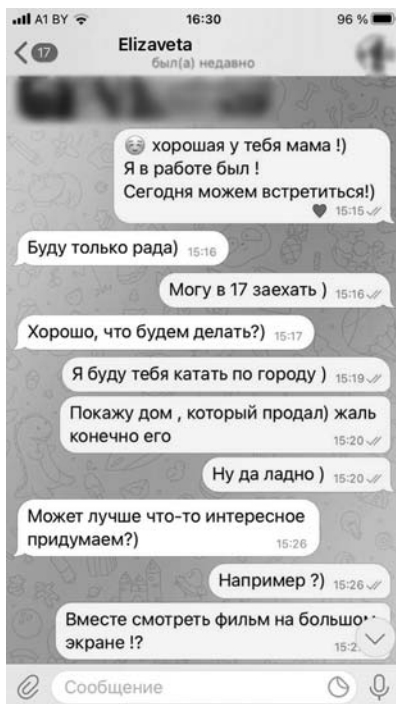 A1 BY 16:30 96 %
17 Elizaveta
был(а) недавно
хорошая у тебя мама !)
Я в работе был !
Сегодня можем встретиться!)
15:15
Буду только рада) 15:16
Могу в 17 заехать ) 15:16
Хорошо, что будем делать?) 15:17
Я буду тебя катать по городу ) 15:19
Покажу дом , который продал) жаль
конечно его 15:20
Ну да ладно ) 15:20
Может лучше что-то интересное
придумаем?) 15:26
Например ?) 15:26
Вместе смотреть фильм на большом
экране !?
Сообщение